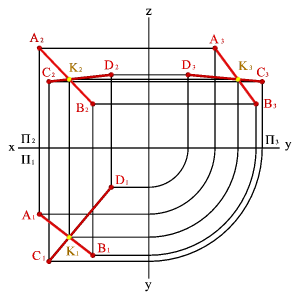 z
A₂ A₃
K₂ D₂ D₃ K₃
C₂ C₃
B₂ B₃
П₂ П₃
x y
П₁
D₁
A₁
K₁ B₁
C₁
y